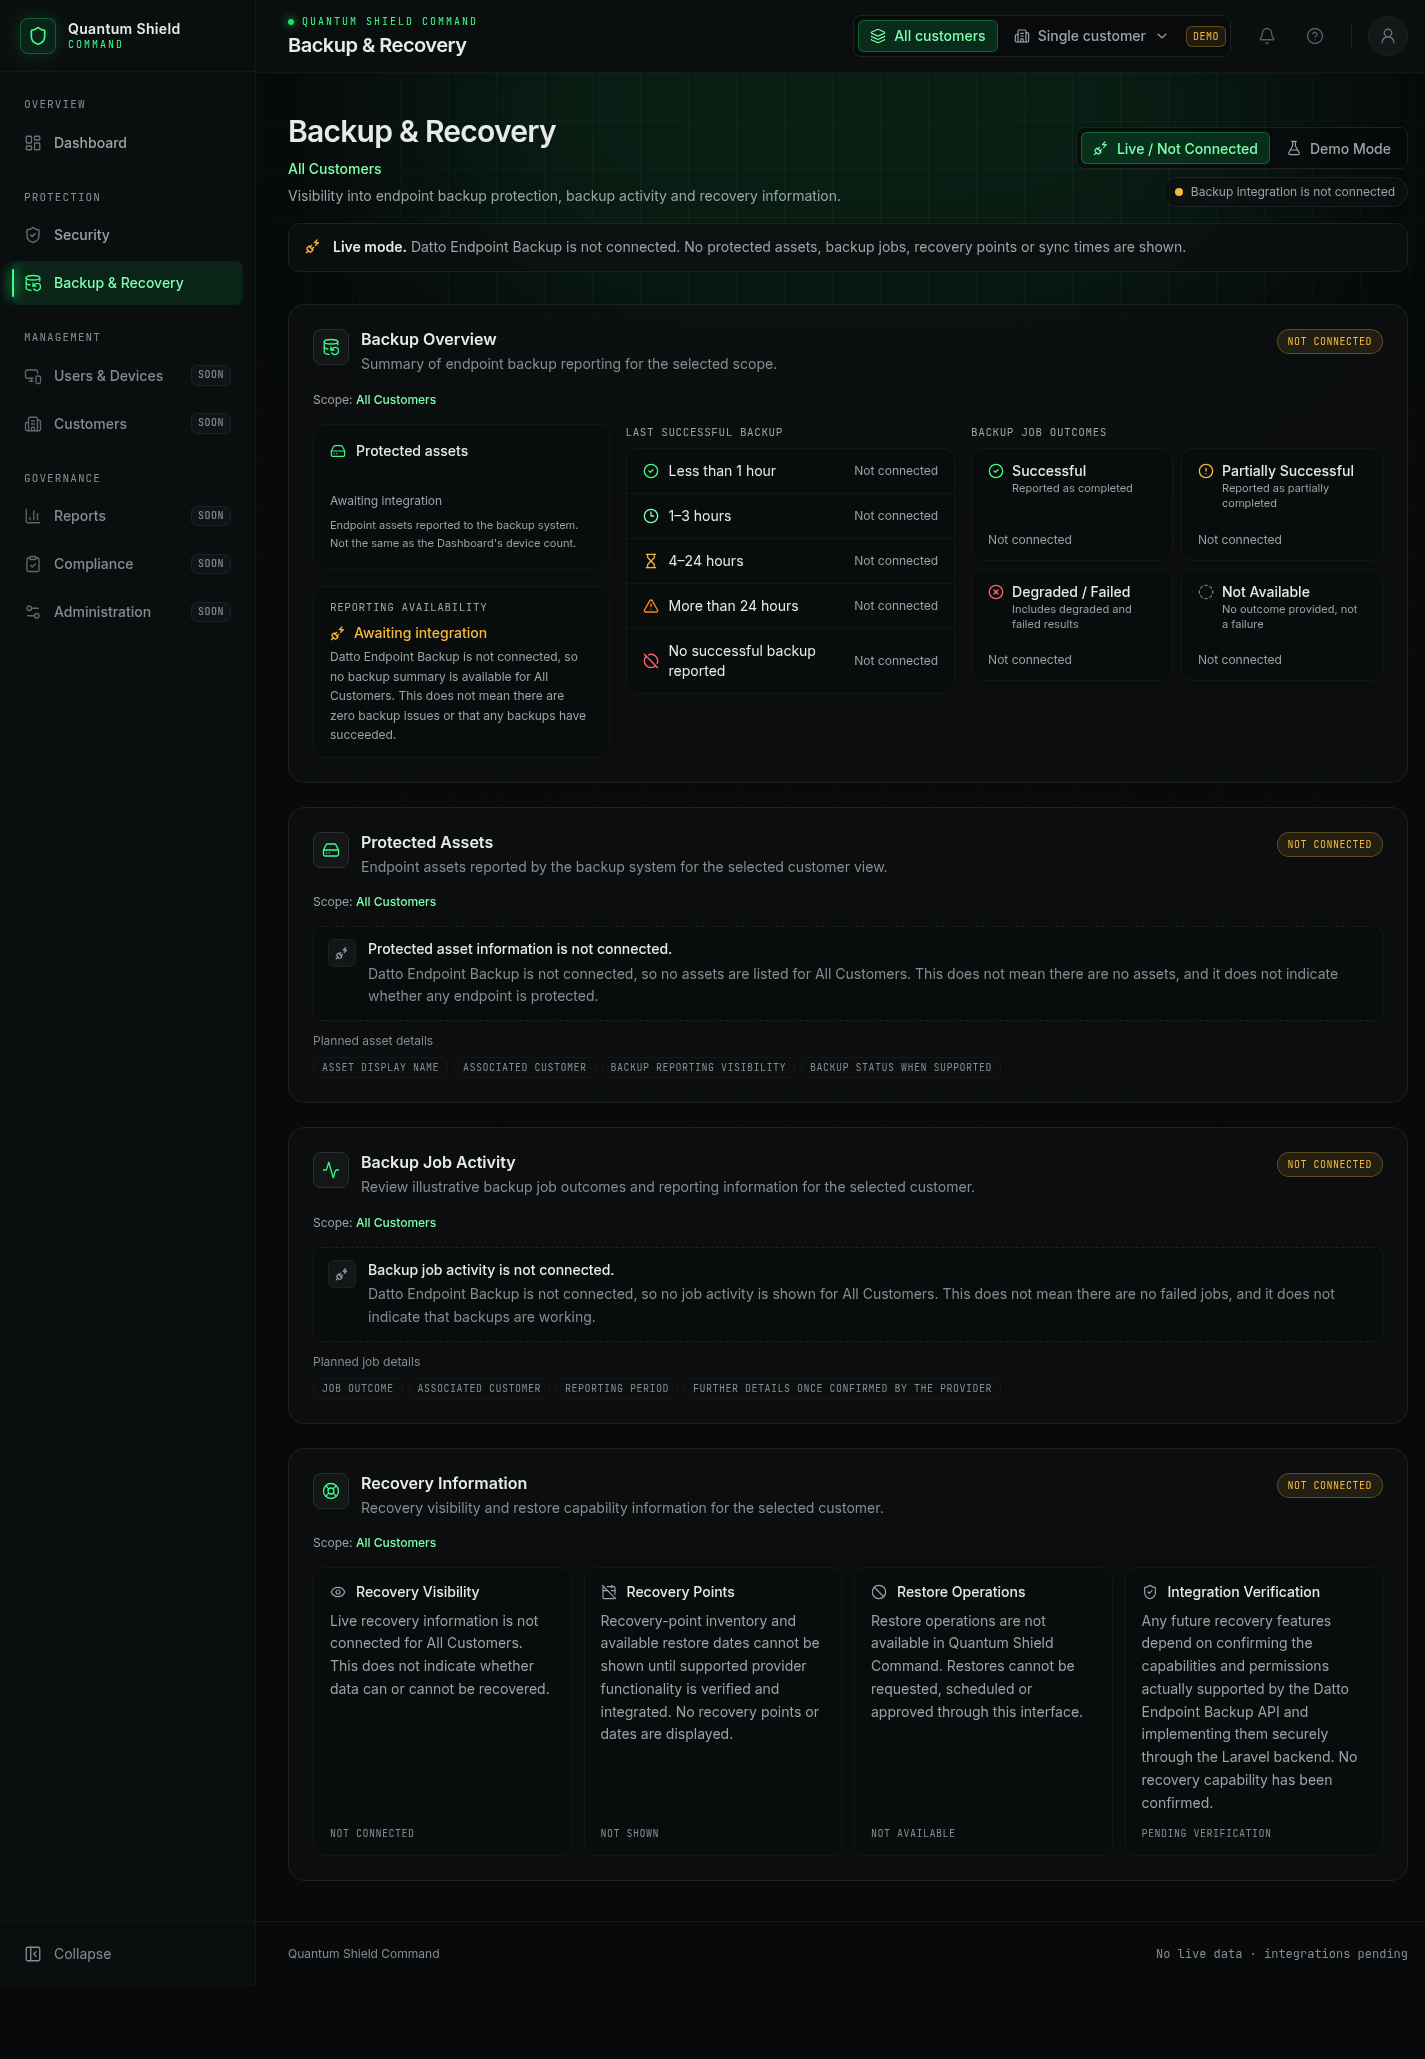 Quantum Shield
COMMAND
OVERVIEW
Dashboard
PROTECTION
Security
Backup & Recovery
MANAGEMENT
Users & Devices
SOON
Customers
SOON
GOVERNANCE
Reports
SOON
Compliance
SOON
Administration
SOON
Collapse
QUANTUM SHIELD COMMAND
Backup & Recovery
All customers
Single customer
DEMO
Backup & Recovery
All Customers
Visibility into endpoint backup protection, backup activity and recovery information.
Live / Not Connected
Demo Mode
Backup integration is not connected
Live mode. Datto Endpoint Backup is not connected. No protected assets, backup jobs, recovery points or sync times are shown.
Backup Overview
Summary of endpoint backup reporting for the selected scope.
NOT CONNECTED
Scope: All Customers
Protected assets
Awaiting integration
Endpoint assets reported to the backup system.
Not the same as the Dashboard's device count.
REPORTING AVAILABILITY
Awaiting integration
Datto Endpoint Backup is not connected, so
no backup summary is available for All
Customers. This does not mean there are
zero backup issues or that any backups have
succeeded.
LAST SUCCESSFUL BACKUP
Less than 1 hour
Not connected
1–3 hours
Not connected
4–24 hours
Not connected
More than 24 hours
Not connected
No successful backup
reported
Not connected
BACKUP JOB OUTCOMES
Successful
Reported as completed
Not connected
Partially Successful
Reported as partially
completed
Not connected
Degraded / Failed
Includes degraded and
failed results
Not connected
Not Available
No outcome provided, not
a failure
Not connected
Protected Assets
Endpoint assets reported by the backup system for the selected customer view.
NOT CONNECTED
Scope: All Customers
Protected asset information is not connected.
Datto Endpoint Backup is not connected, so no assets are listed for All Customers. This does not mean there are no assets, and it does not indicate
whether any endpoint is protected.
Planned asset details
ASSET DISPLAY NAME
ASSOCIATED CUSTOMER
BACKUP REPORTING VISIBILITY
BACKUP STATUS WHEN SUPPORTED
Backup Job Activity
Review illustrative backup job outcomes and reporting information for the selected customer.
NOT CONNECTED
Scope: All Customers
Backup job activity is not connected.
Datto Endpoint Backup is not connected, so no job activity is shown for All Customers. This does not mean there are no failed jobs, and it does not
indicate that backups are working.
Planned job details
JOB OUTCOME
ASSOCIATED CUSTOMER
REPORTING PERIOD
FURTHER DETAILS ONCE CONFIRMED BY THE PROVIDER
Recovery Information
Recovery visibility and restore capability information for the selected customer.
NOT CONNECTED
Scope: All Customers
Recovery Visibility
Live recovery information is not
connected for All Customers.
This does not indicate whether
data can or cannot be recovered.
NOT CONNECTED
Recovery Points
Recovery-point inventory and
available restore dates cannot be
shown until supported provider
functionality is verified and
integrated. No recovery points or
dates are displayed.
NOT SHOWN
Restore Operations
Restore operations are not
available in Quantum Shield
Command. Restores cannot be
requested, scheduled or
approved through this interface.
NOT AVAILABLE
Integration Verification
Any future recovery features
depend on confirming the
capabilities and permissions
actually supported by the Datto
Endpoint Backup API and
implementing them securely
through the Laravel backend. No
recovery capability has been
confirmed.
PENDING VERIFICATION
Quantum Shield Command
No live data · integrations pending